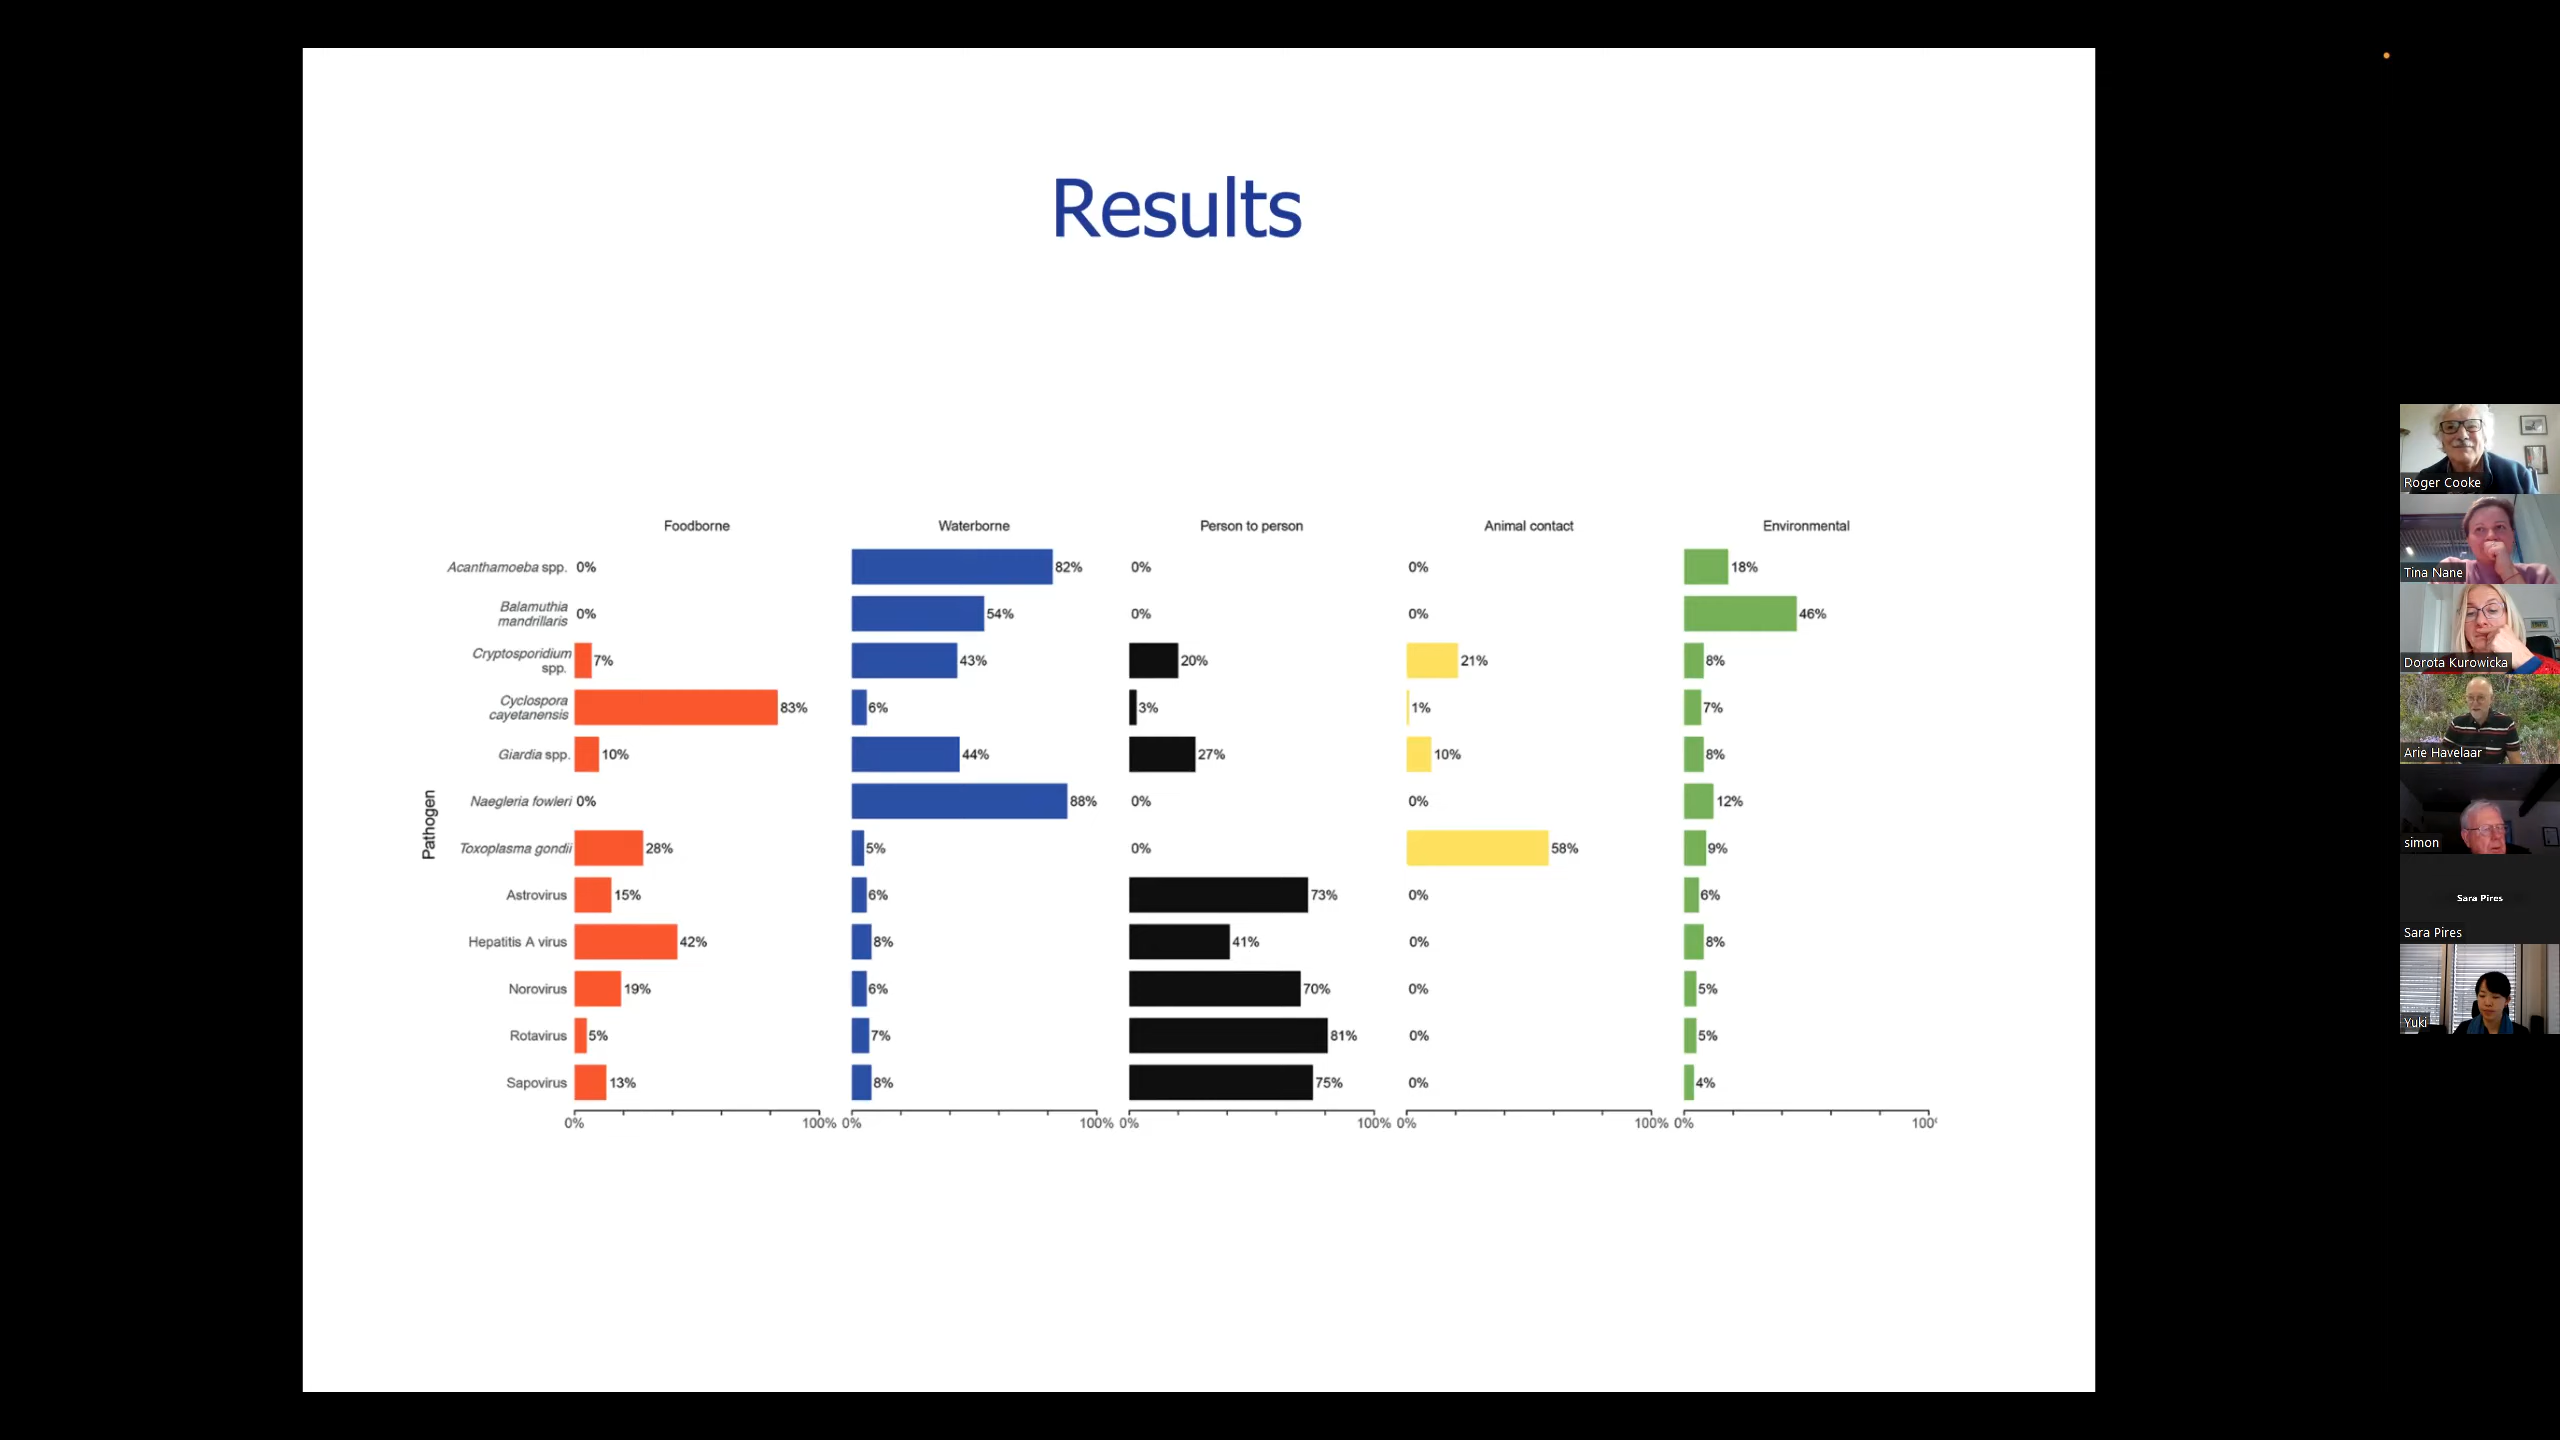 Results
Foodborne Waterborne Person to person Animal contact Environmental
Acanthamoeba spp. 0% 82% 0% 0% 18%
Balamuthia
mandrillaris 0% 54% 0% 0% 46%
Cryptosporidium
spp. 7% 43% 20% 21% 8%
Cyclospora
cayetanensis 83% 6% 3% 1% 7%
Giardia spp. 10% 44% 27% 10% 8%
Naegleria fowleri 0% 88% 0% 0% 12%
Pathogen
Toxoplasma gondii 28% 5% 0% 58% 9%
Astrovirus 15% 6% 73% 0% 6%
Hepatitis A virus 42% 8% 41% 0% 8%
Norovirus 19% 6% 70% 0% 5%
Rotavirus 5% 7% 81% 0% 5%
Sapovirus 13% 8% 75% 0% 4%
0% 100% 0% 100% 0% 100% 0% 100% 0% 100
Roger Cooke
Tina Nane
Dorota Kurowicka
Arie Havelaar
simon
Sara Pires
Sara Pires
Yuki